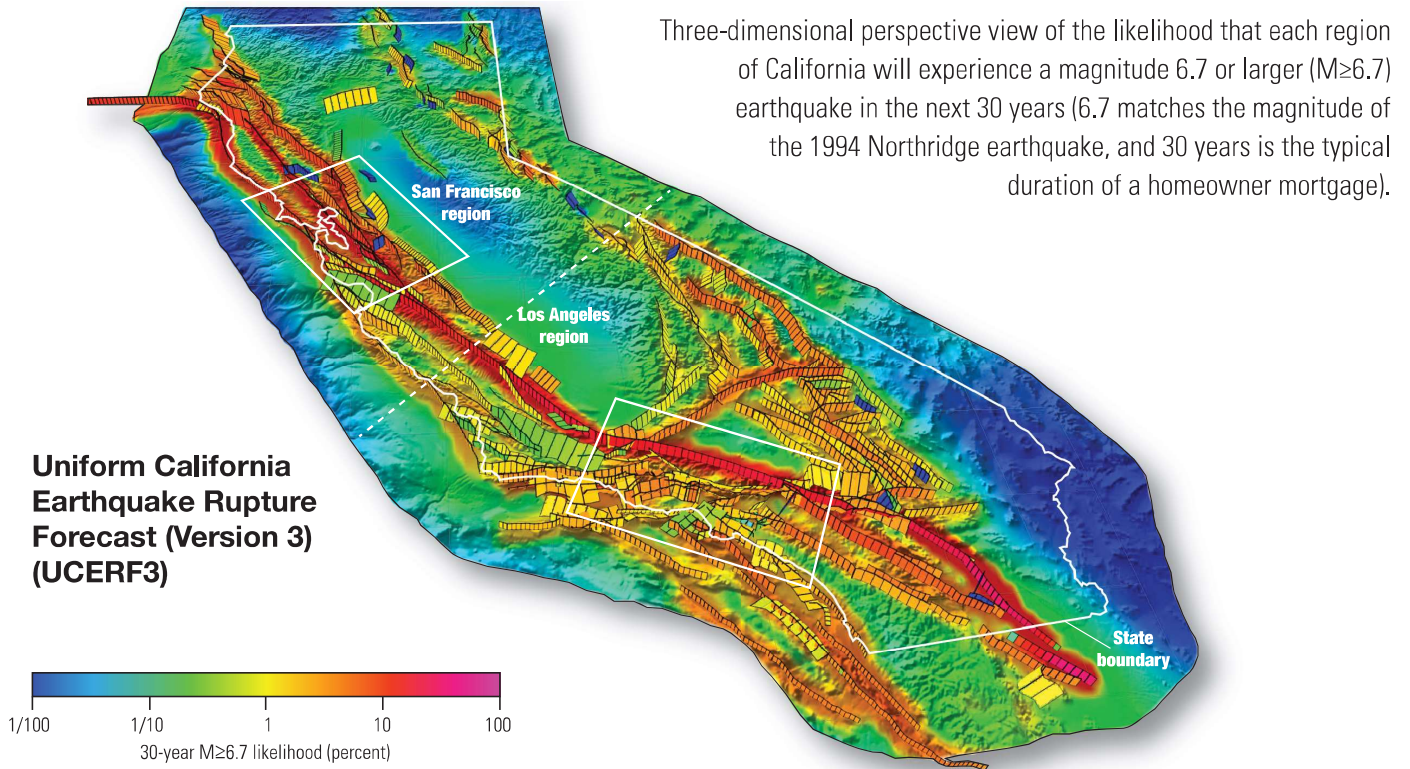 Three-dimensional perspective view of the likelihood that each region
of California will experience a magnitude 6.7 or larger (M≥6.7)
earthquake in the next 30 years (6.7 matches the magnitude of
the 1994 Northridge earthquake, and 30 years is the typical
duration of a homeowner mortgage).
San Francisco
region
Los Angeles
region
Uniform California
Earthquake Rupture
Forecast (Version 3)
(UCERF3)
State
boundary
1/100 1/10 1 10 100
30-year M≥6.7 likelihood (percent)